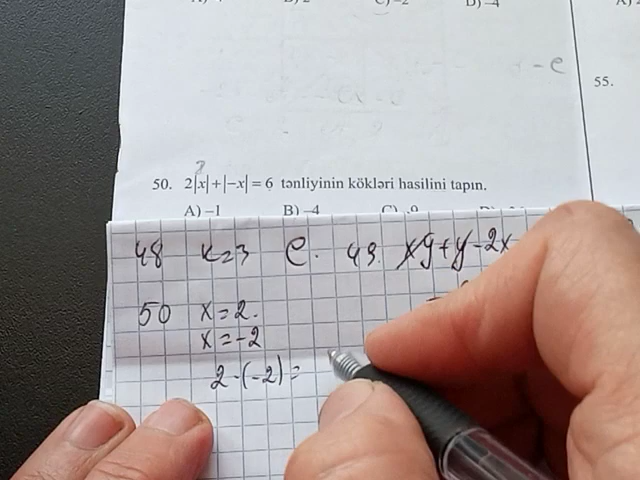 55.
50. 2|x|+|−x|=6 tənliyinin kökləri hasilini tapın.
A) −1 B) −4 C) −9
48 x=3 e. 49. xy+y−2x
50 x=2.
x=−2
2·(−2)=